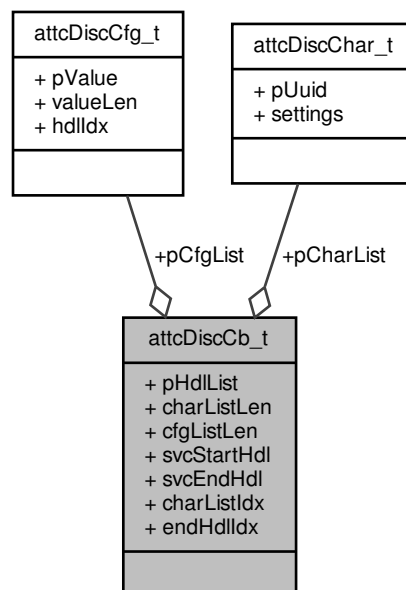 attcDiscCfg_t
+ pValue
+ valueLen
+ hdlIdx
attcDiscChar_t
+ pUuid
+ settings
+pCfgList
+pCharList
attcDiscCb_t
+ pHdlList
+ charListLen
+ cfgListLen
+ svcStartHdl
+ svcEndHdl
+ charListIdx
+ endHdlIdx